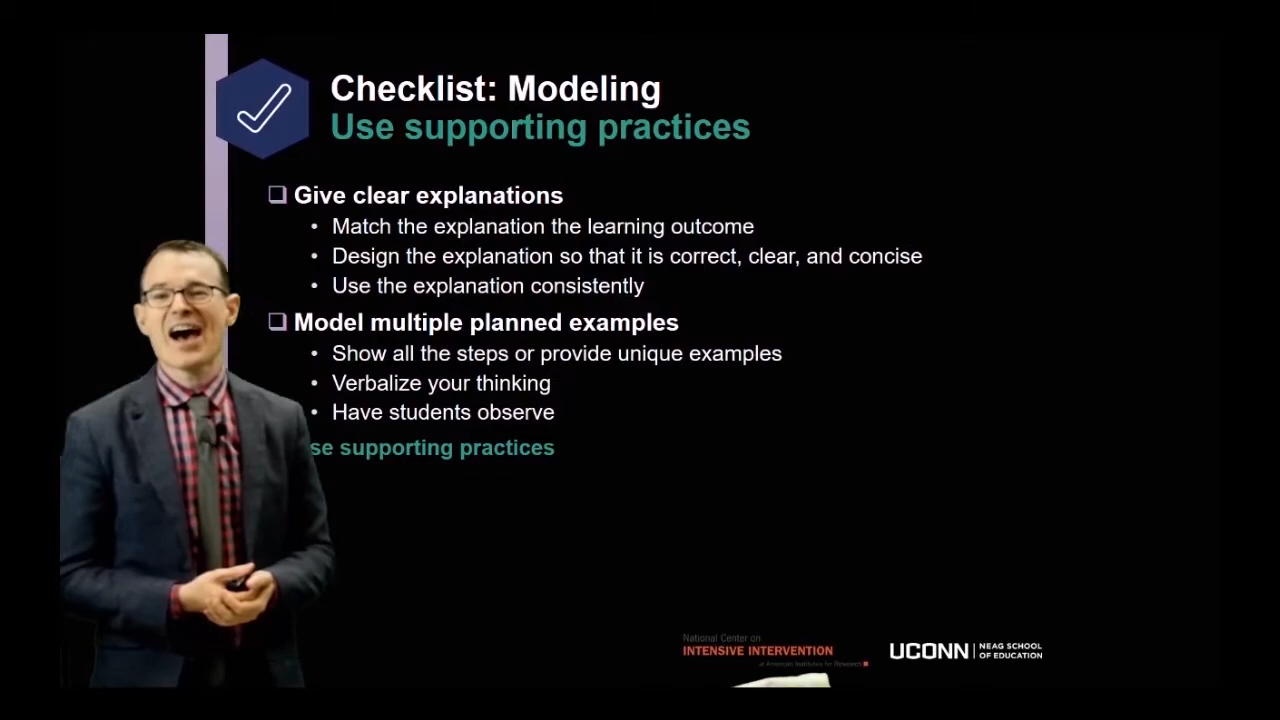 Checklist: Modeling
Use supporting practices
❑ Give clear explanations
• Match the explanation the learning outcome
• Design the explanation so that it is correct, clear, and concise
• Use the explanation consistently
❑ Model multiple planned examples
• Show all the steps or provide unique examples
• Verbalize your thinking
• Have students observe
se supporting practices
National Center on
INTENSIVE INTERVENTION
at American Institutes for Research
UCONN | NEAG SCHOOL
OF EDUCATION